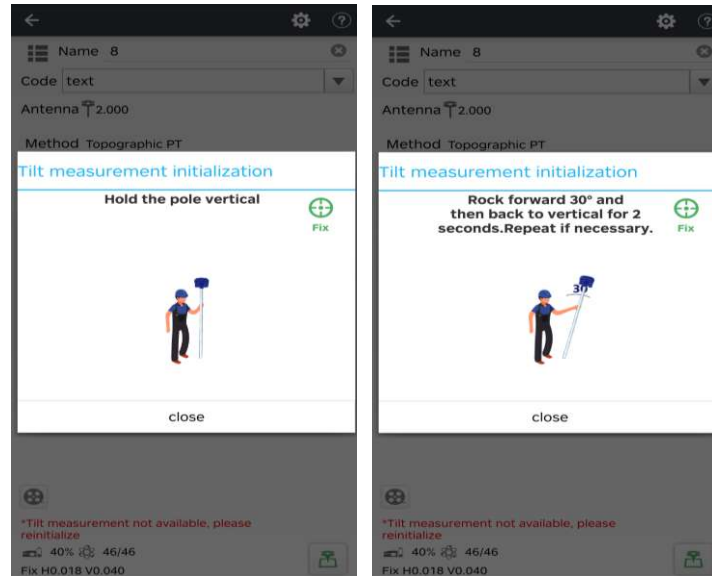 Name 8
Code text
Antenna 2.000
Method Topographic PT
Tilt measurement initialization
Hold the pole vertical
Fix
close
*Tilt measurement not available, please
reinitialize
40% 46/46
Fix H0.018 V0.040
Name 8
Code text
Antenna 2.000
Method Topographic PT
Tilt measurement initialization
Rock forward 30° and
then back to vertical for 2
seconds.Repeat if necessary.
Fix
30°
close
*Tilt measurement not available, please
reinitialize
40% 46/46
Fix H0.018 V0.040